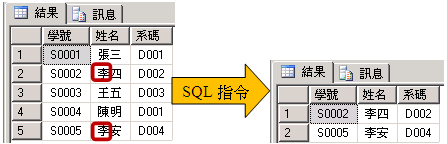 結果 訊息
學號 姓名 系碼
1 S0001 張三 D001
2 S0002 李四 D002
3 S0003 王五 D003
4 S0004 陳明 D001
5 S0005 李安 D004
SQL 指令
結果 訊息
學號 姓名 系碼
1 S0002 李四 D002
2 S0005 李安 D004